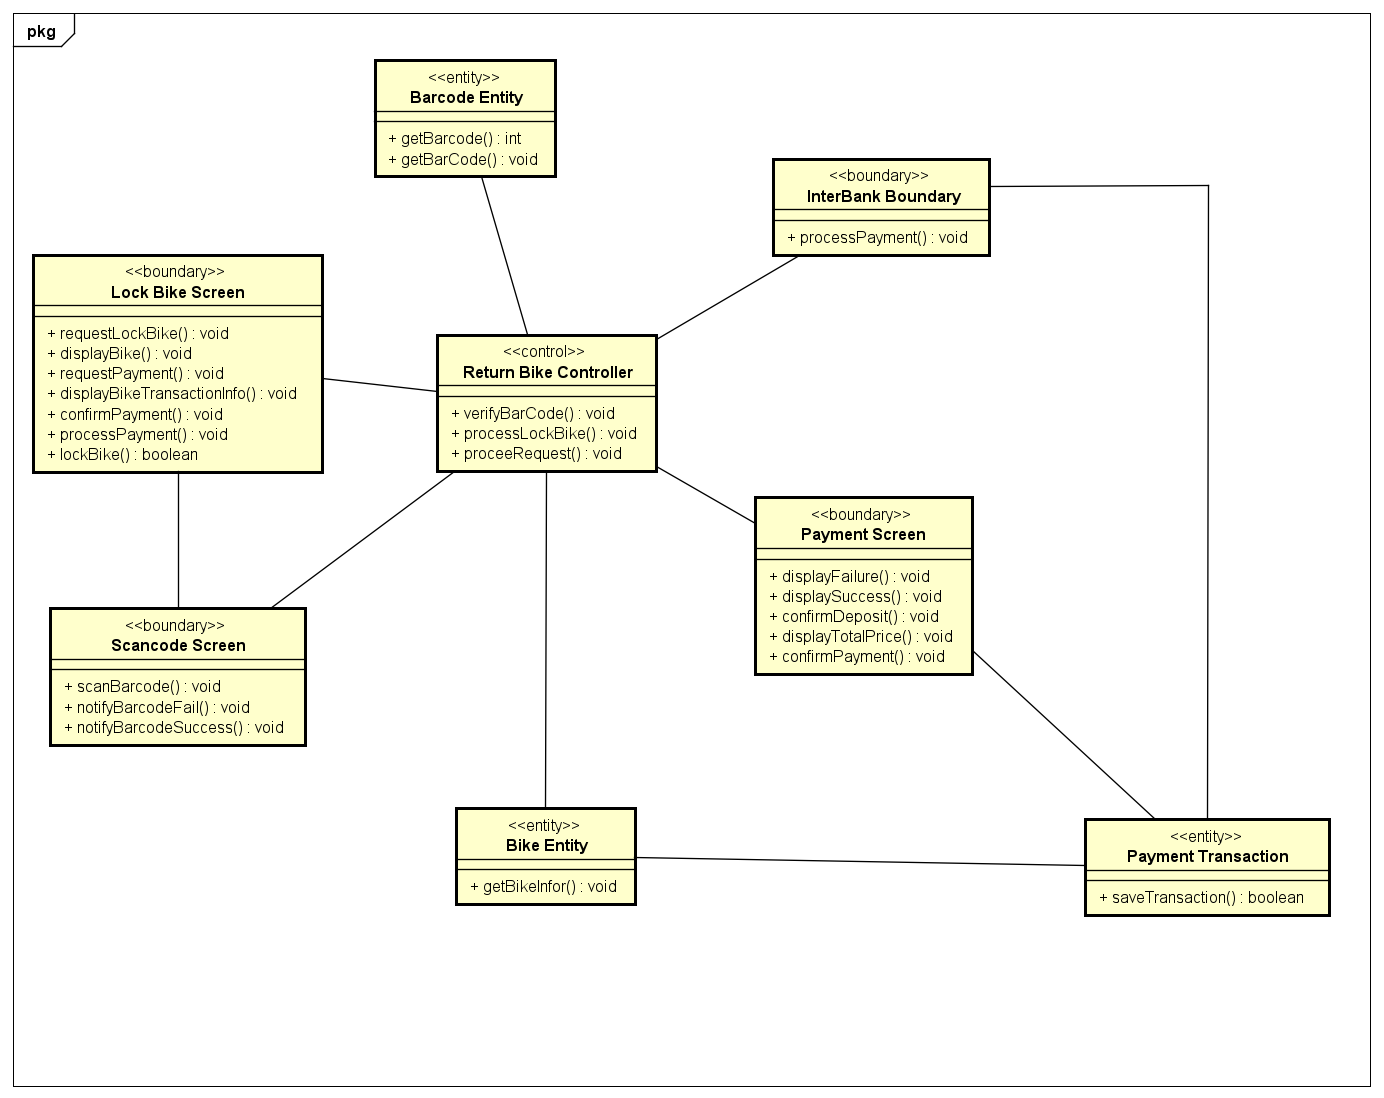 pkg
<<entity>>
Barcode Entity
+ getBarcode() : int
+ getBarCode() : void
<<boundary>>
InterBank Boundary
+ processPayment() : void
<<boundary>>
Lock Bike Screen
+ requestLockBike() : void
+ displayBike() : void
+ requestPayment() : void
+ displayBikeTransactionInfo() : void
+ confirmPayment() : void
+ processPayment() : void
+ lockBike() : boolean
<<control>>
Return Bike Controller
+ verifyBarCode() : void
+ processLockBike() : void
+ proceeRequest() : void
<<boundary>>
Payment Screen
+ displayFailure() : void
+ displaySuccess() : void
+ confirmDeposit() : void
+ displayTotalPrice() : void
+ confirmPayment() : void
<<boundary>>
Scancode Screen
+ scanBarcode() : void
+ notifyBarcodeFail() : void
+ notifyBarcodeSuccess() : void
<<entity>>
Bike Entity
+ getBikeInfor() : void
<<entity>>
Payment Transaction
+ saveTransaction() : boolean